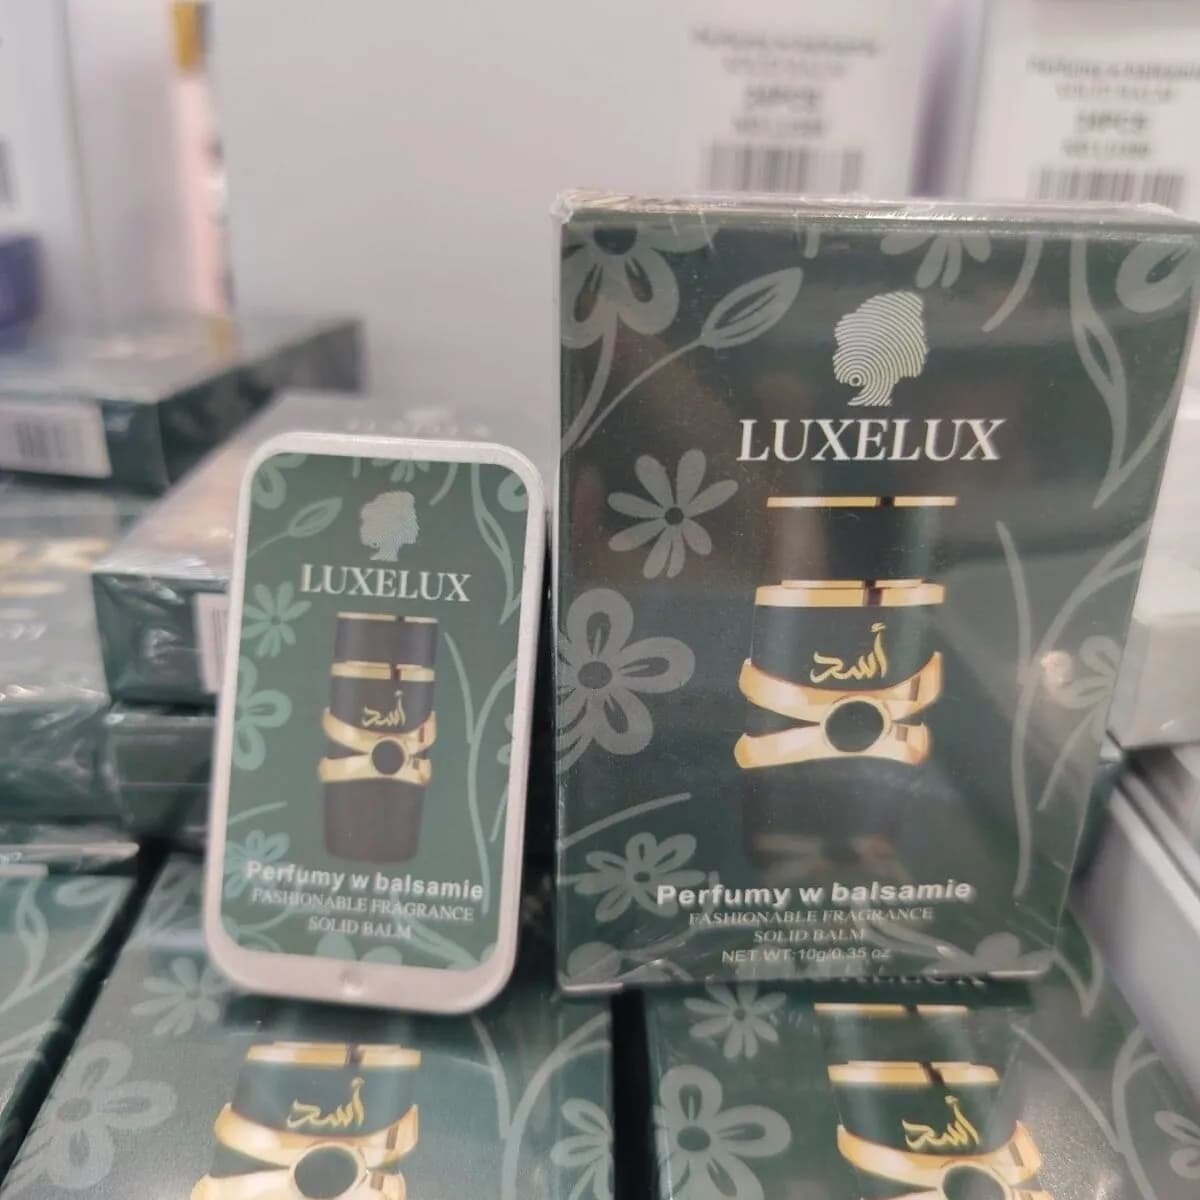 LUXELUX
أسد
Perfumy w balsamie
FASHIONABLE FRAGRANCE
SOLID BALM
LUXELUX
أسد
Perfumy w balsamie
FASHIONABLE FRAGRANCE
SOLID BALM
NET WT:10g/0.35 oz
أسد
أسد